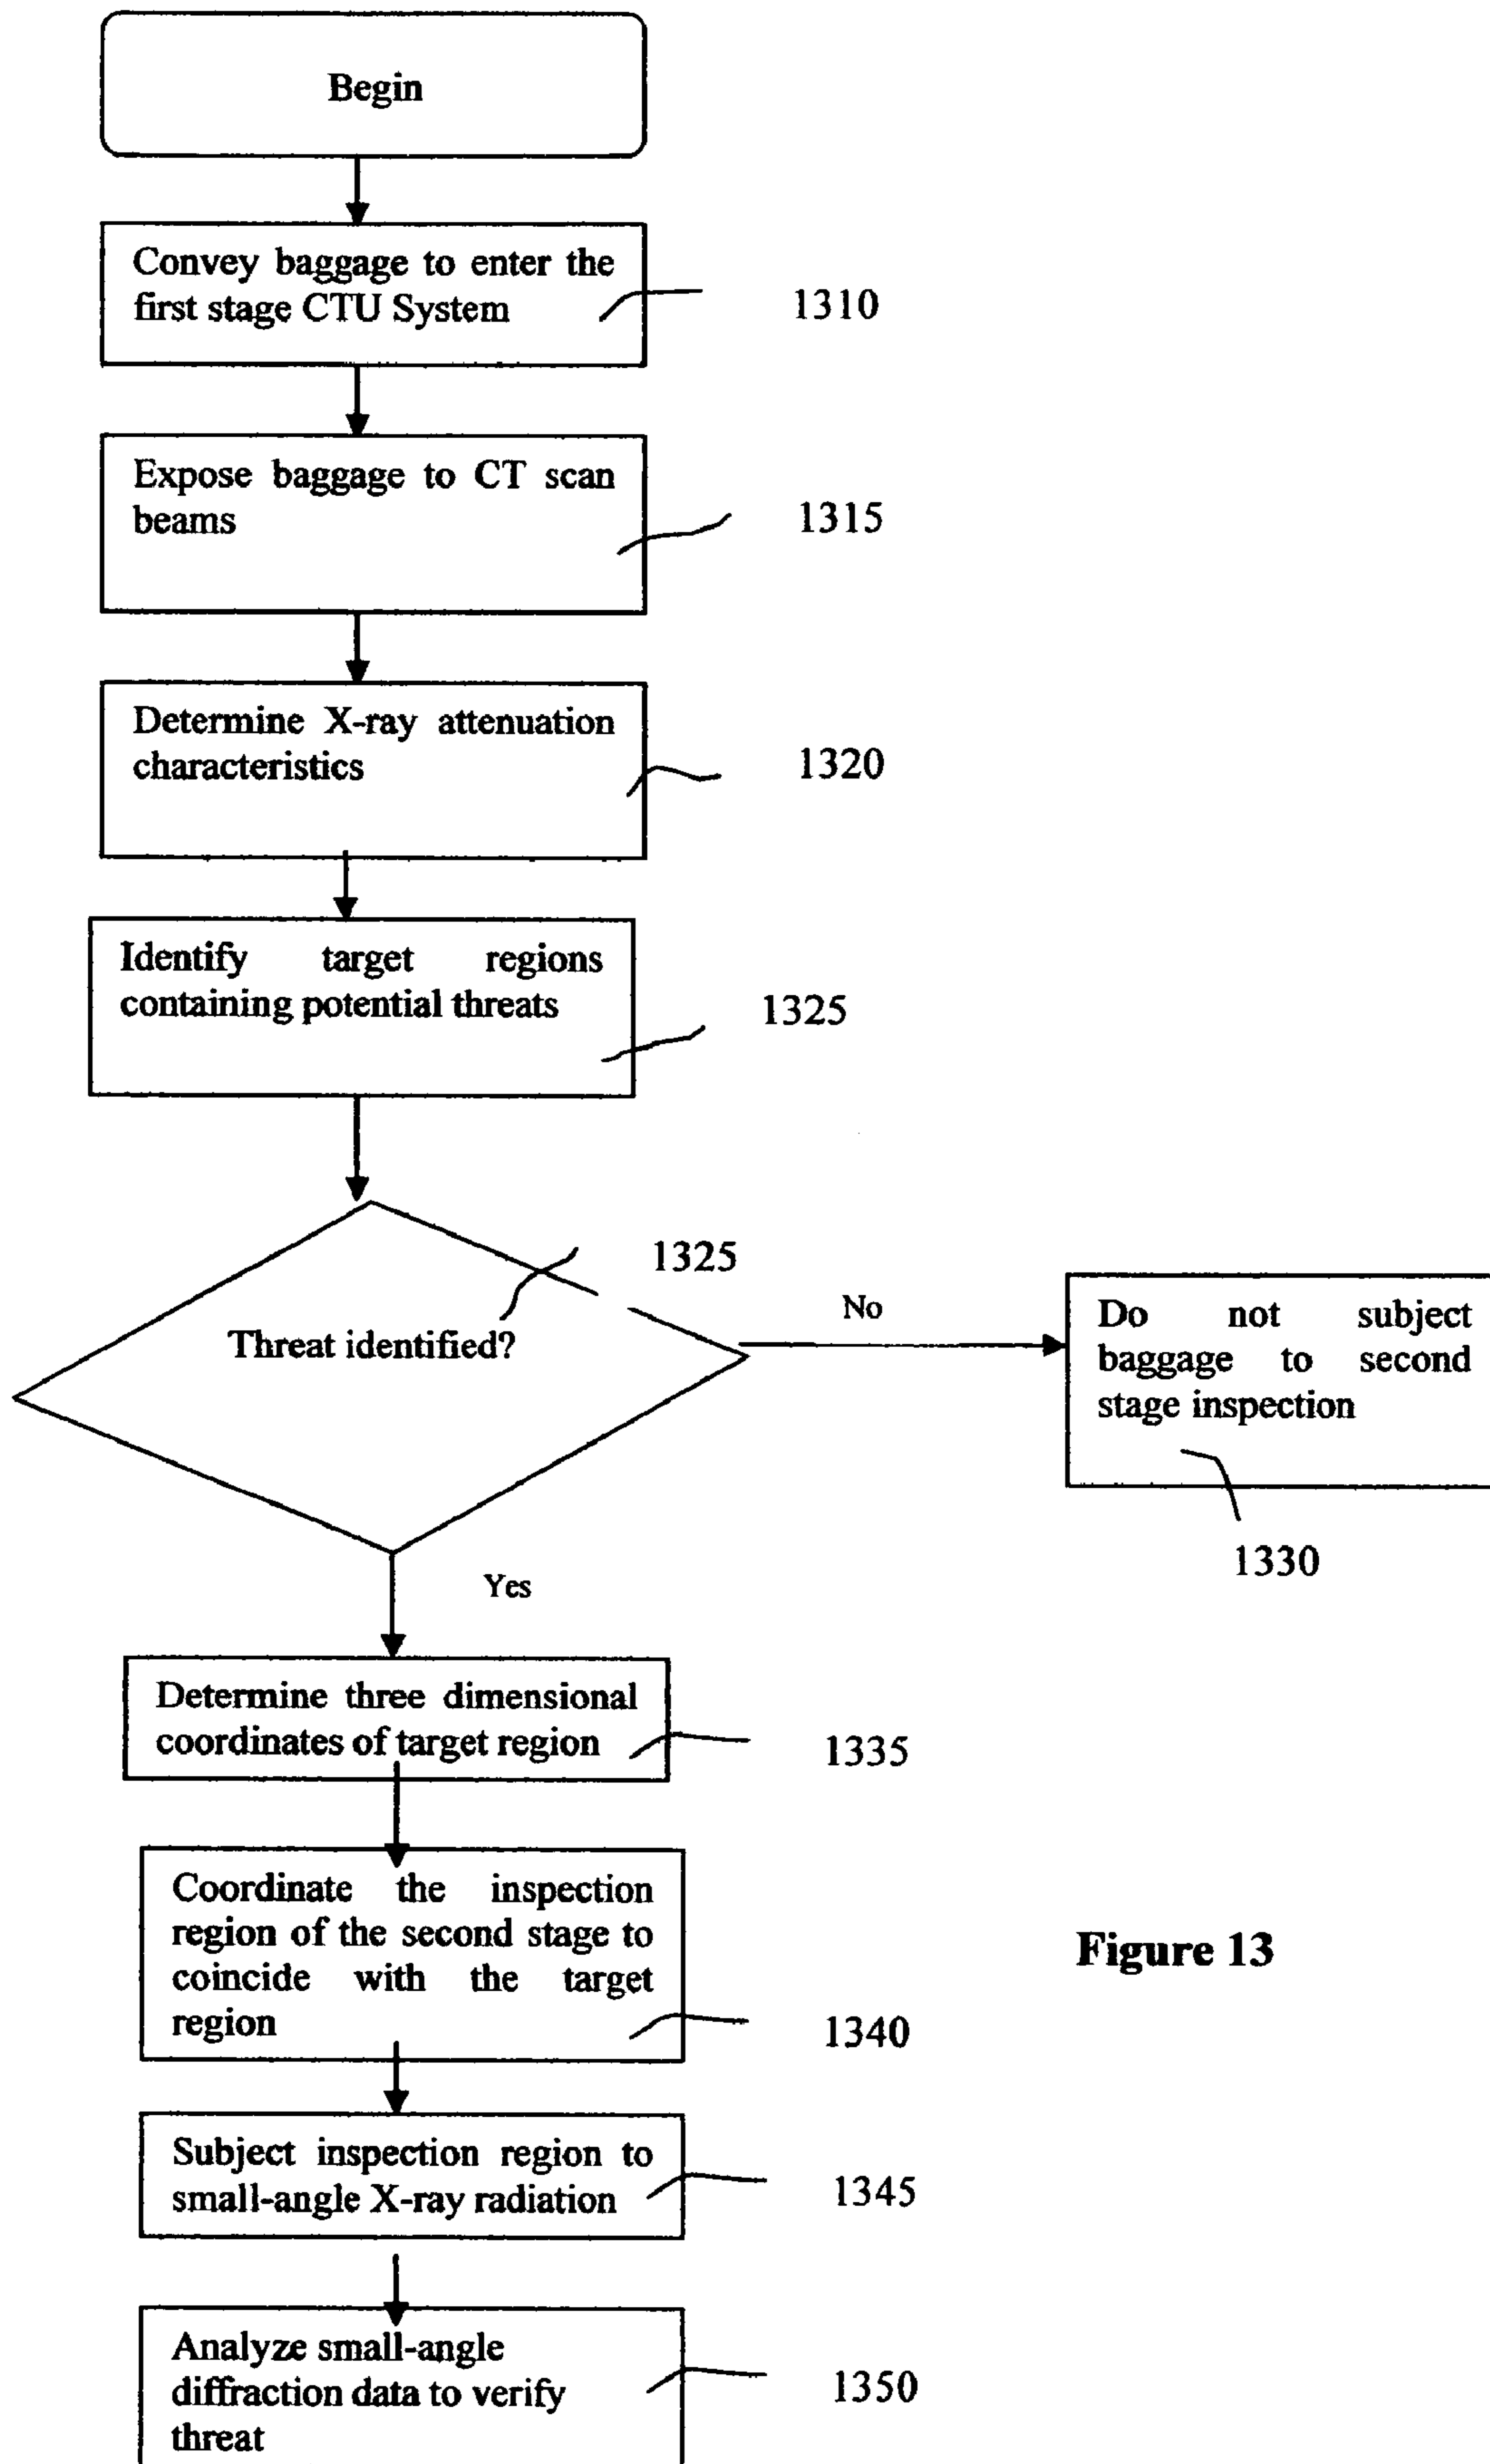 Begin
Convey baggage to enter the
first stage CTU System
1310
Expose baggage to CT scan
beams
1315
Determine X-ray attenuation
characteristics
1320
Identify target regions
containing potential threats
1325
1325
Threat identified?
No
Do not subject
baggage to second
stage inspection
1330
Yes
Determine three dimensional
coordinates of target region
1335
Coordinate the inspection
region of the second stage to
coincide with the target
region
1340
Figure 13
Subject inspection region to
small-angle X-ray radiation
1345
Analyze small-angle
diffraction data to verify
threat
1350